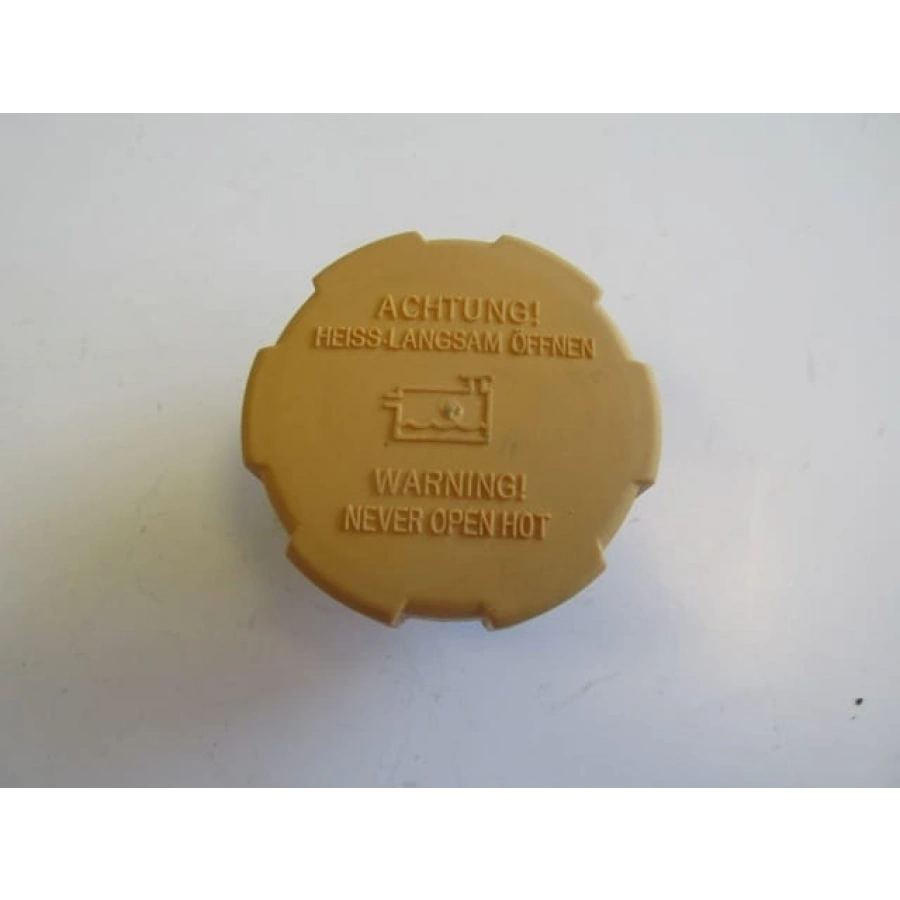 ACHTUNG!
HEISS-LANGSAM ÖFFNEN
WARNING!
NEVER OPEN HOT